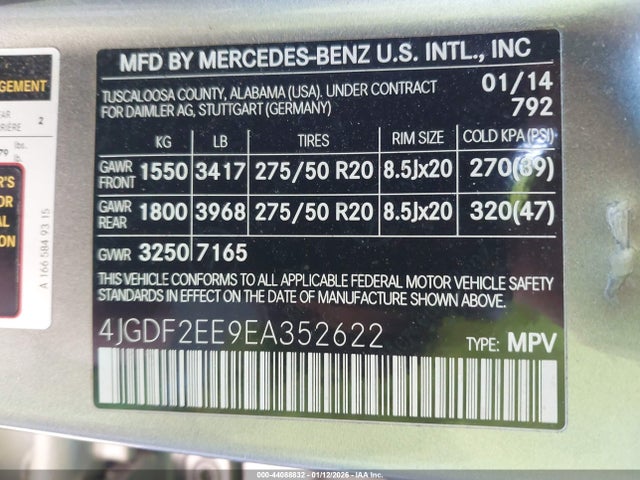 AGEMENT
2
A 166 584 93 15
MFD BY MERCEDES-BENZ U.S. INTL., INC
TUSCALOOSA COUNTY, ALABAMA (USA). UNDER CONTRACT 01/14
FOR DAIMLER AG, STUTTGART (GERMANY) 792
KG LB TIRES RIM SIZE COLD KPA (PSI)
GAWR FRONT 1550 3417 275/50 R20 8.5Jx20 270(39)
GAWR REAR 1800 3968 275/50 R20 8.5Jx20 320(47)
GVWR 3250 7165
THIS VEHICLE CONFORMS TO ALL APPLICABLE FEDERAL MOTOR VEHICLE SAFETY
STANDARDS IN EFFECT ON THE DATE OF MANUFACTURE SHOWN ABOVE.
4JGDF2EE9EA352622 TYPE: MPV
000-44088832 - 01/12/2026 - IAA Inc.